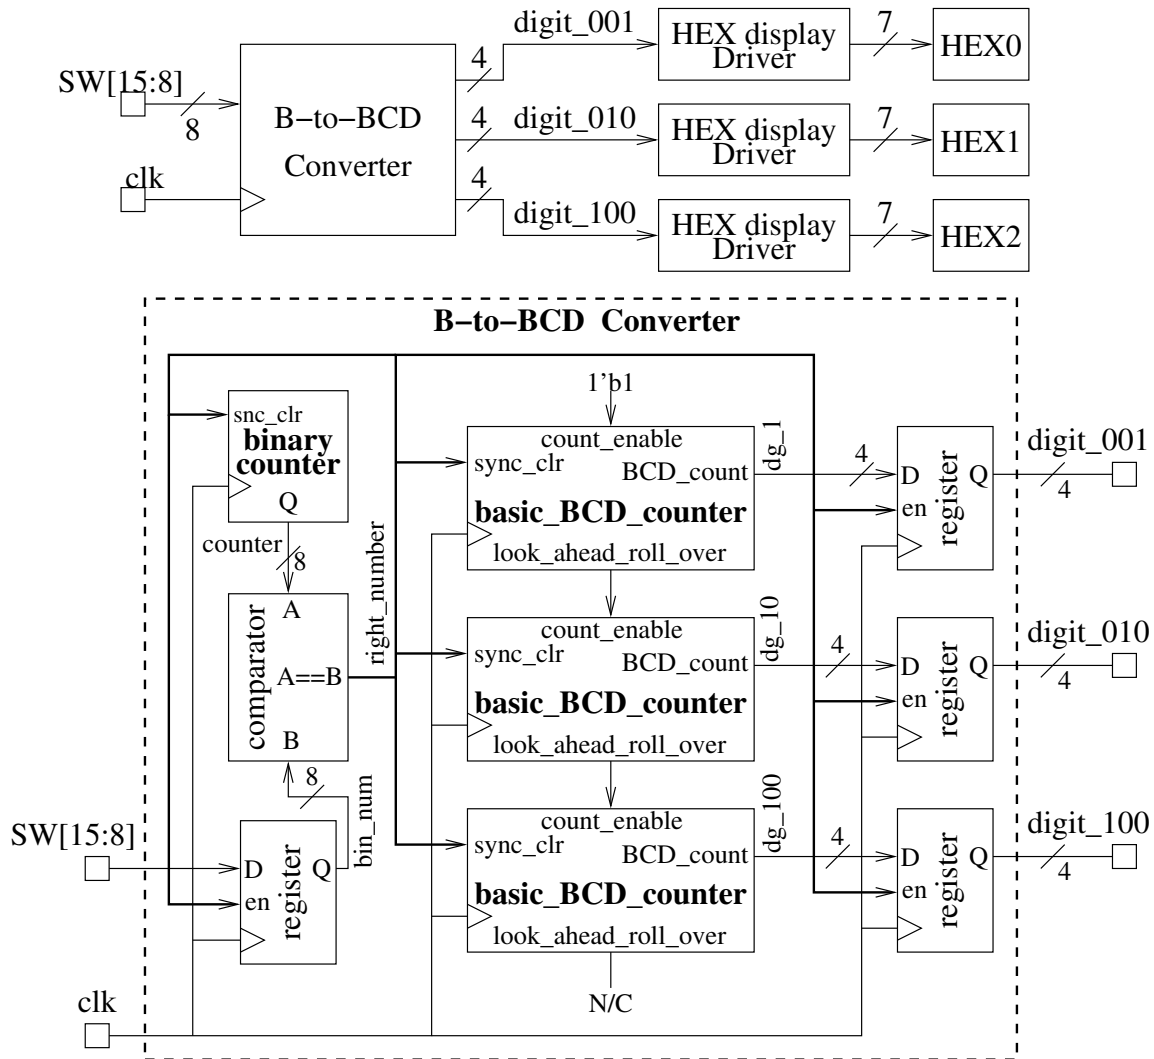 SW[15:8]
8
clk
B−to−BCD
Converter
4
digit_001
HEX display
Driver
7
HEX0
4
digit_010
HEX display
Driver
7
HEX1
4
digit_100
HEX display
Driver
7
HEX2
B−to−BCD Converter
snc_clr
binary
counter
Q
counter
8
A
comparator
A==B
B
right_number
8
bin_num
SW[15:8]
D
Q
en
register
clk
1'b1
count_enable
sync_clr
BCD_count
basic_BCD_counter
look_ahead_roll_over
dg_1
4
D
Q
en
register
digit_001
4
count_enable
sync_clr
BCD_count
basic_BCD_counter
look_ahead_roll_over
dg_10
4
D
Q
en
register
digit_010
4
count_enable
sync_clr
BCD_count
basic_BCD_counter
look_ahead_roll_over
dg_100
4
D
Q
en
register
digit_100
4
N/C